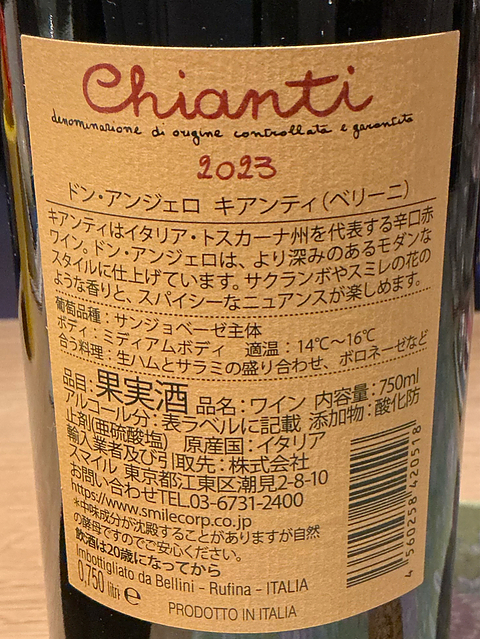 Chianti
denominazione di origine controllata e garantita
2023
ドン・アンジェロ キアンティ(ベリーニ)
キアンティはイタリア・トスカーナ州を代表する辛口赤
ワイン。ドン・アンジェロは、より深みのあるモダンな
スタイルに仕上げています。サクランボやスミレの花の
ような香りと、スパイシーなニュアンスが楽しめます。
葡萄品種:サンジョベーゼ主体
ボディ:ミディアムボディ 適温:14℃~16℃
合う料理:生ハムとサラミの盛り合わせ、ボロネーゼなど
品目:果実酒 品名:ワイン 内容量:750ml
アルコール分:表ラベルに記載 添加物:酸化防
止剤(亜硫酸塩) 原産国:イタリア
輸入業者及び引取先:株式会社
スマイル 東京都江東区潮見2-8-10
お問い合わせTEL.03-6731-2400
https://www.smilecorp.co.jp
*中味成分が沈殿することがありますが自然
の酵母ですのでご安心ください。
飲酒は20歳になってから
Imbottigliato da Bellini - Rufina - ITALIA
0,750 litri e
PRODOTTO IN ITALIA
4 560258 420518